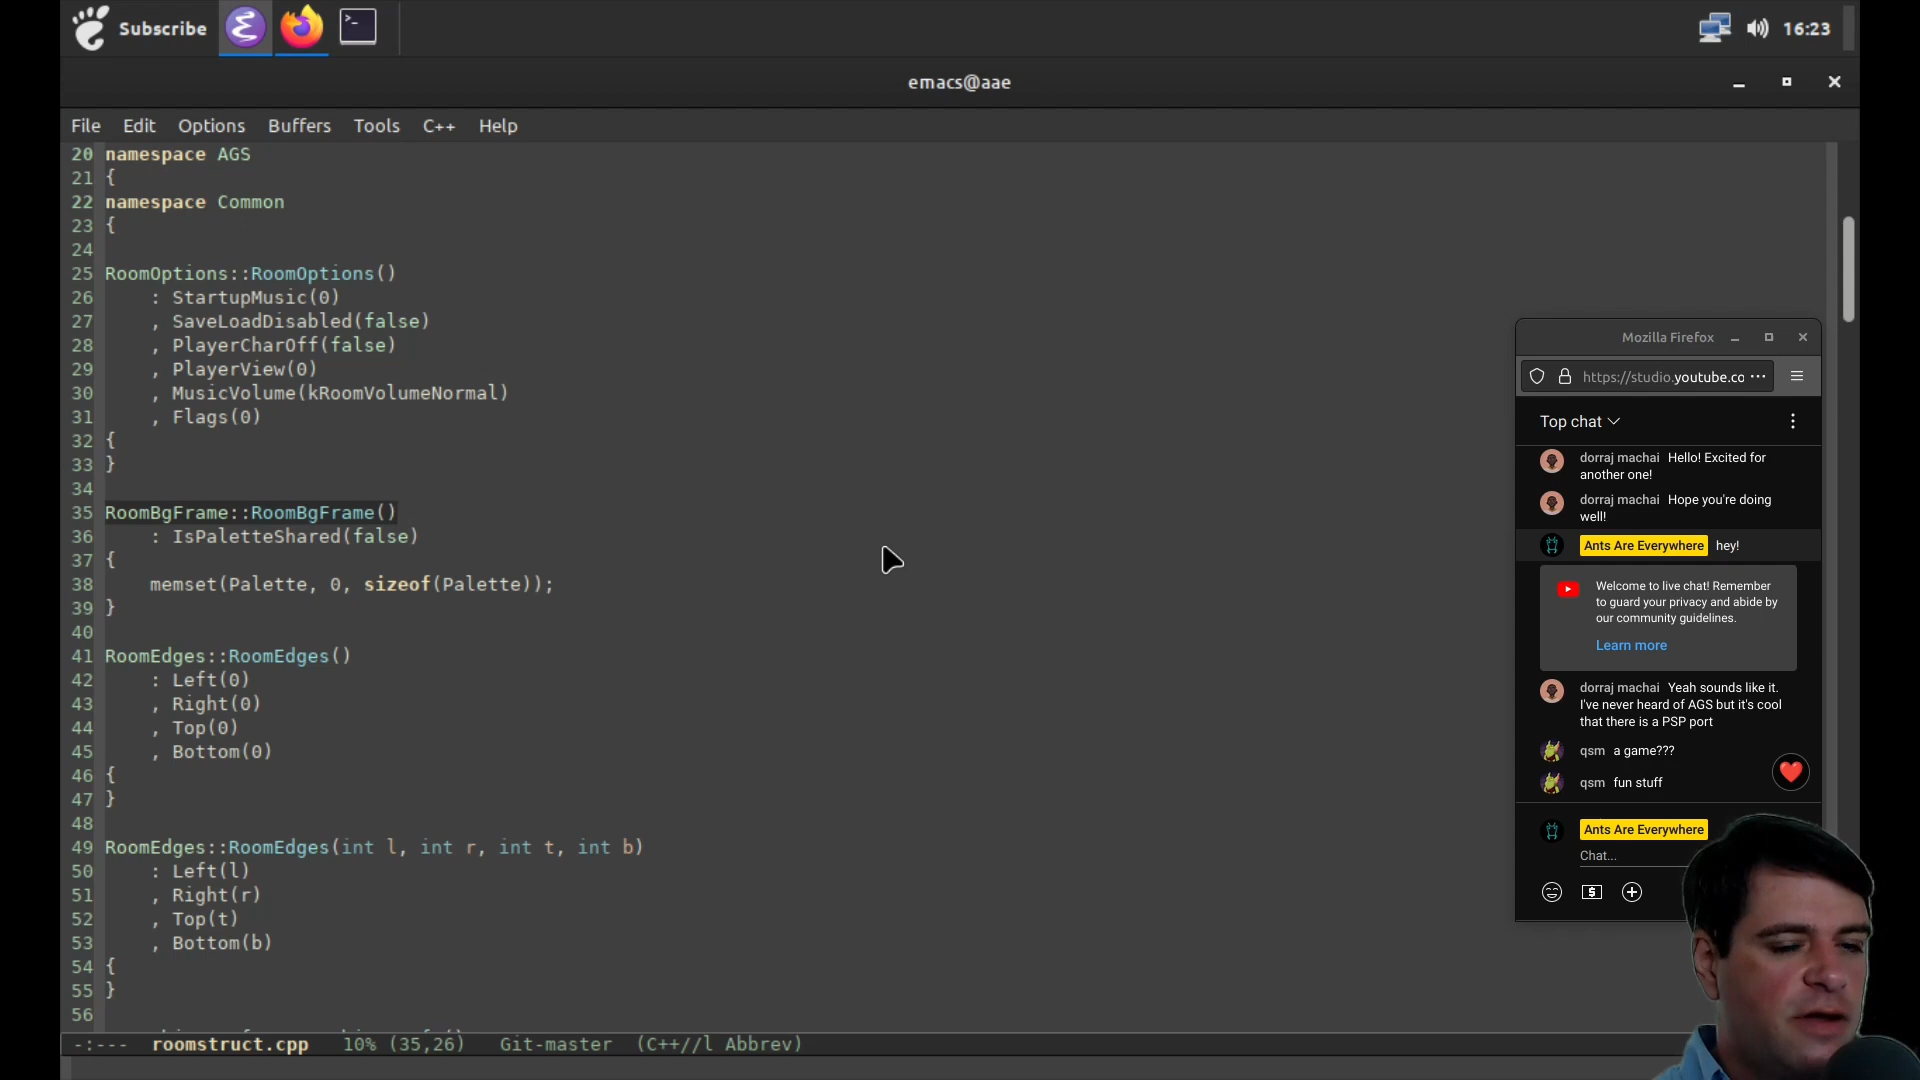 Subscribe
16:23
emacs@aae
File Edit Options Buffers Tools C++ Help
20 namespace AGS
21 {
22 namespace Common
23 {
24
25 RoomOptions::RoomOptions()
26     : StartupMusic(0)
27     , SaveLoadDisabled(false)
28     , PlayerCharOff(false)
29     , PlayerView(0)
30     , MusicVolume(kRoomVolumeNormal)
31     , Flags(0)
32 {
33 }
34
35 RoomBgFrame::RoomBgFrame()
36     : IsPaletteShared(false)
37 {
38     memset(Palette, 0, sizeof(Palette));
39 }
40
41 RoomEdges::RoomEdges()
42     : Left(0)
43     , Right(0)
44     , Top(0)
45     , Bottom(0)
46 {
47 }
48
49 RoomEdges::RoomEdges(int l, int r, int t, int b)
50     : Left(l)
51     , Right(r)
52     , Top(t)
53     , Bottom(b)
54 {
55 }
56
-:--- roomstruct.cpp 10% (35,26) Git-master (C++//l Abbrev)
Mozilla Firefox
https://studio.youtube.co
Top chat
dorraj machai Hello! Excited for
another one!
dorraj machai Hope you're doing
well!
Ants Are Everywhere hey!
Welcome to live chat! Remember
to guard your privacy and abide by
our community guidelines.
Learn more
dorraj machai Yeah sounds like it.
I've never heard of AGS but it's cool
that there is a PSP port
qsm a game???
qsm fun stuff
Ants Are Everywhere
Chat...